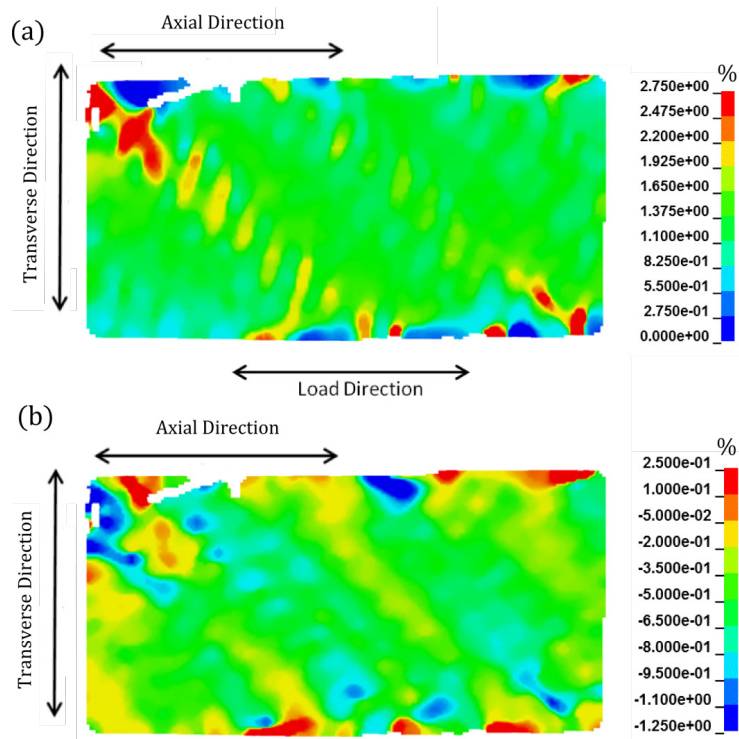 (a)
Axial Direction
Transverse Direction
%
2.750e+00
2.475e+00
2.200e+00
1.925e+00
1.650e+00
1.375e+00
1.100e+00
8.250e-01
5.500e-01
2.750e-01
0.000e+00
Load Direction
(b)
Axial Direction
Transverse Direction
%
2.500e-01
1.000e-01
-5.000e-02
-2.000e-01
-3.500e-01
-5.000e-01
-6.500e-01
-8.000e-01
-9.500e-01
-1.100e+00
-1.250e+00